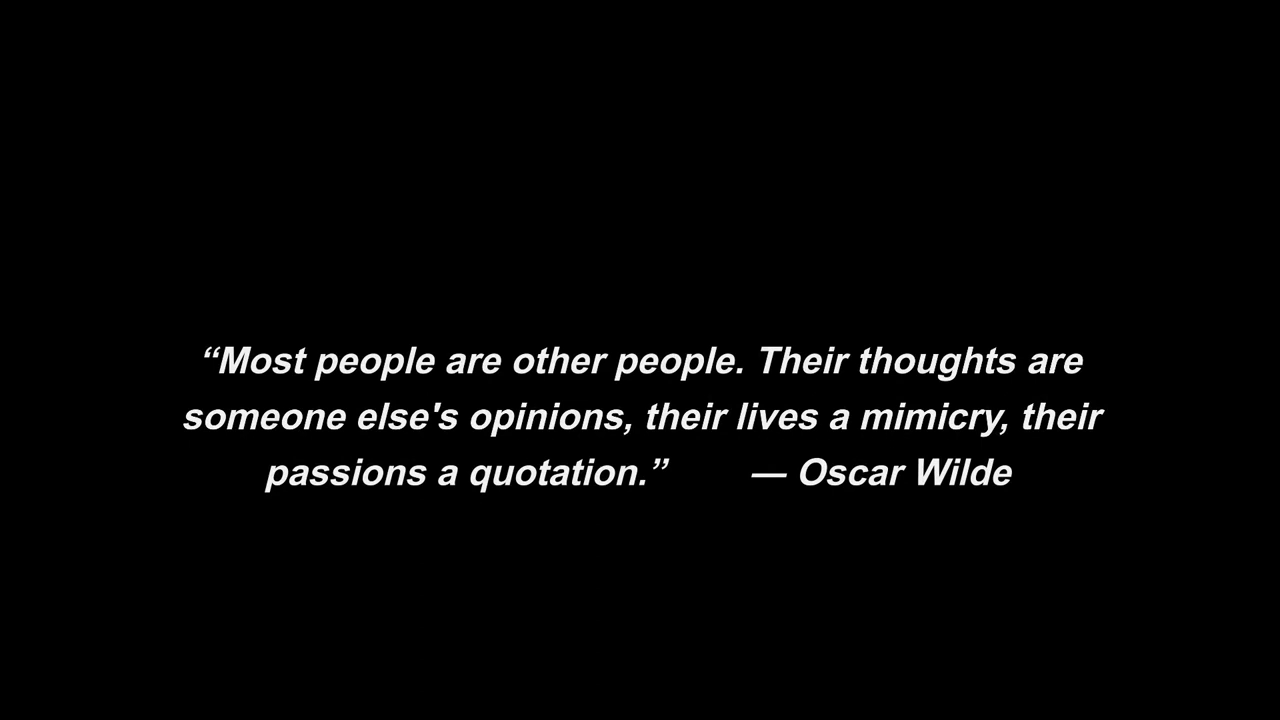 “Most people are other people. Their thoughts are
someone else's opinions, their lives a mimicry, their
passions a quotation.” — Oscar Wilde